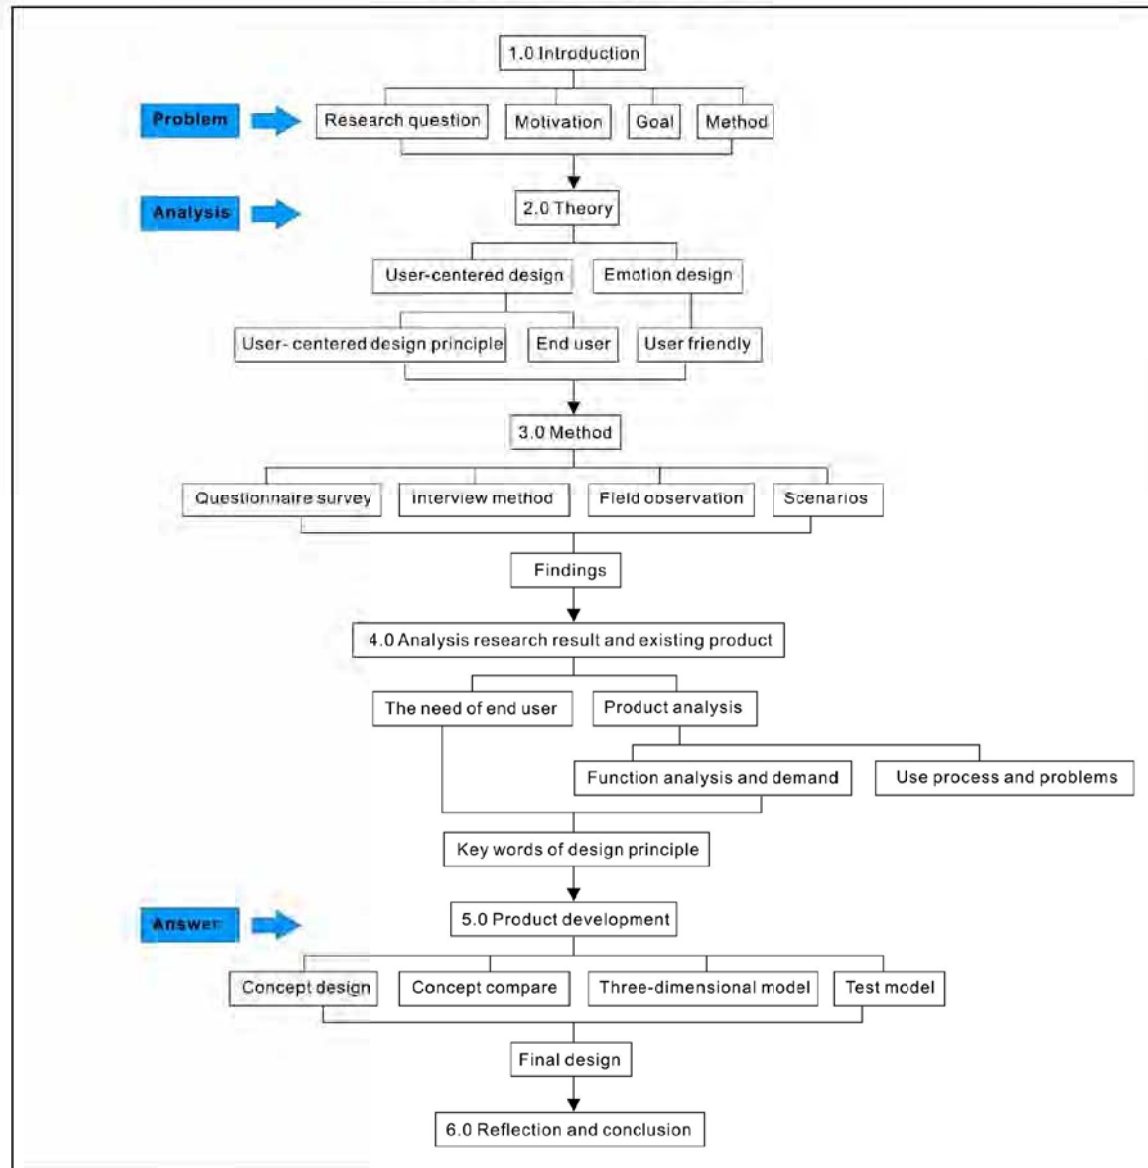 1.0 Introduction
Problem
Research question
Motivation
Goal
Method
Analysis
2.0 Theory
User-centered design
Emotion design
User- centered design principle
End user
User friendly
3.0 Method
Questionnaire survey
Interview method
Field observation
Scenarios
Findings
4.0 Analysis research result and existing product
The need of end user
Product analysis
Function analysis and demand
Use process and problems
Key words of design principle
Answer
5.0 Product development
Concept design
Concept compare
Three-dimensional model
Test model
Final design
6.0 Reflection and conclusion